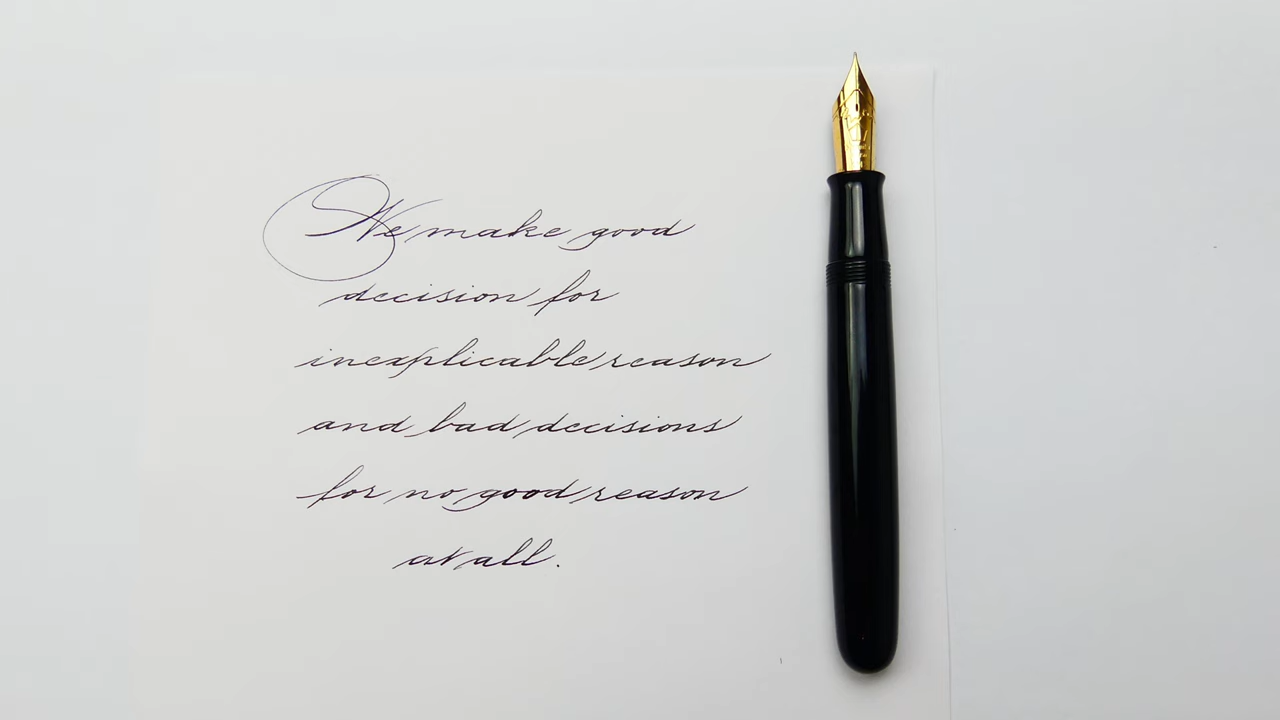 We make good
decision for
inexplicable reason
and bad decisions
for no good reason
at all.